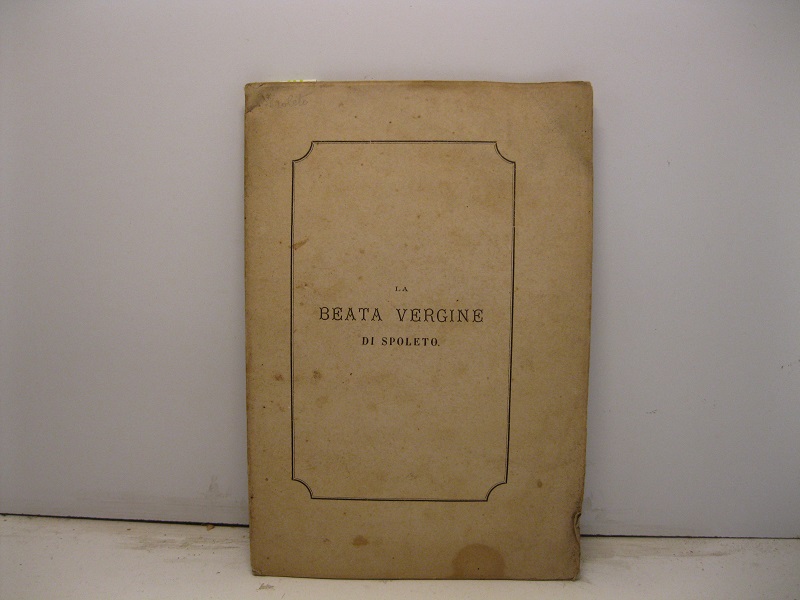 LA
BEATA VERGINE
DI SPOLETO.